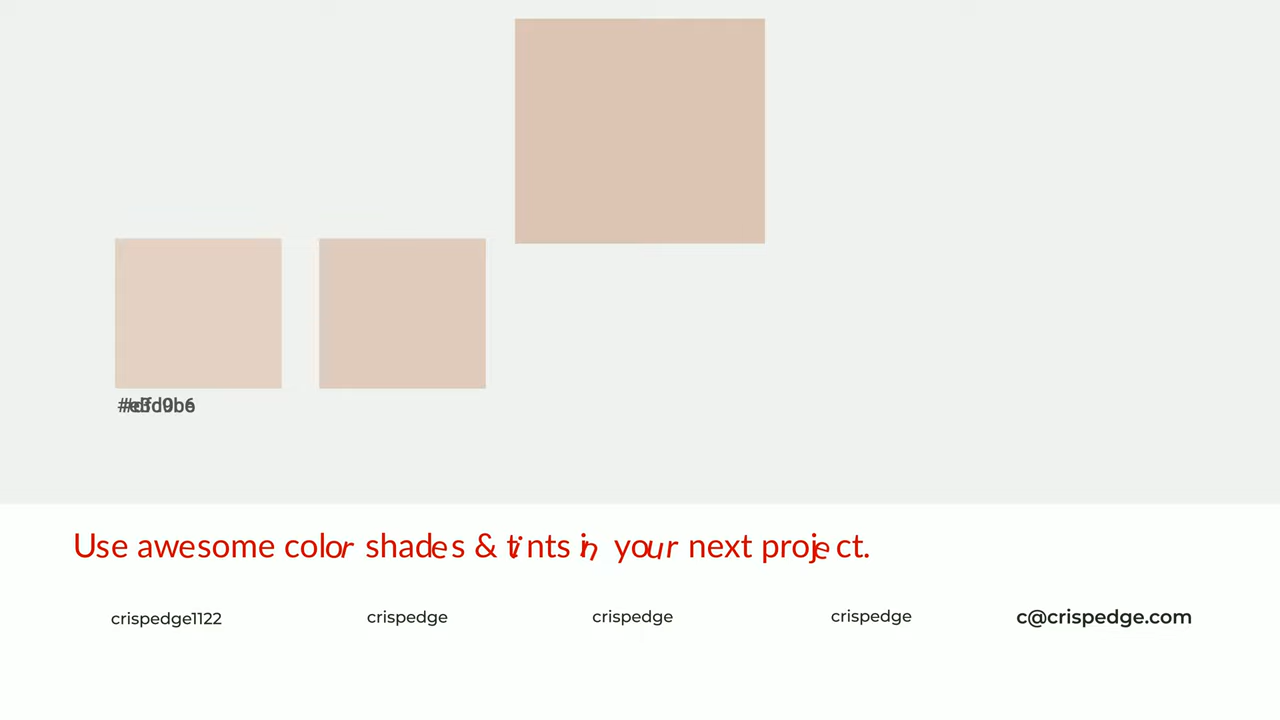 Use awesome color shades & tints in your next project.
crispedge1122 crispedge crispedge crispedge c@crispedge.com